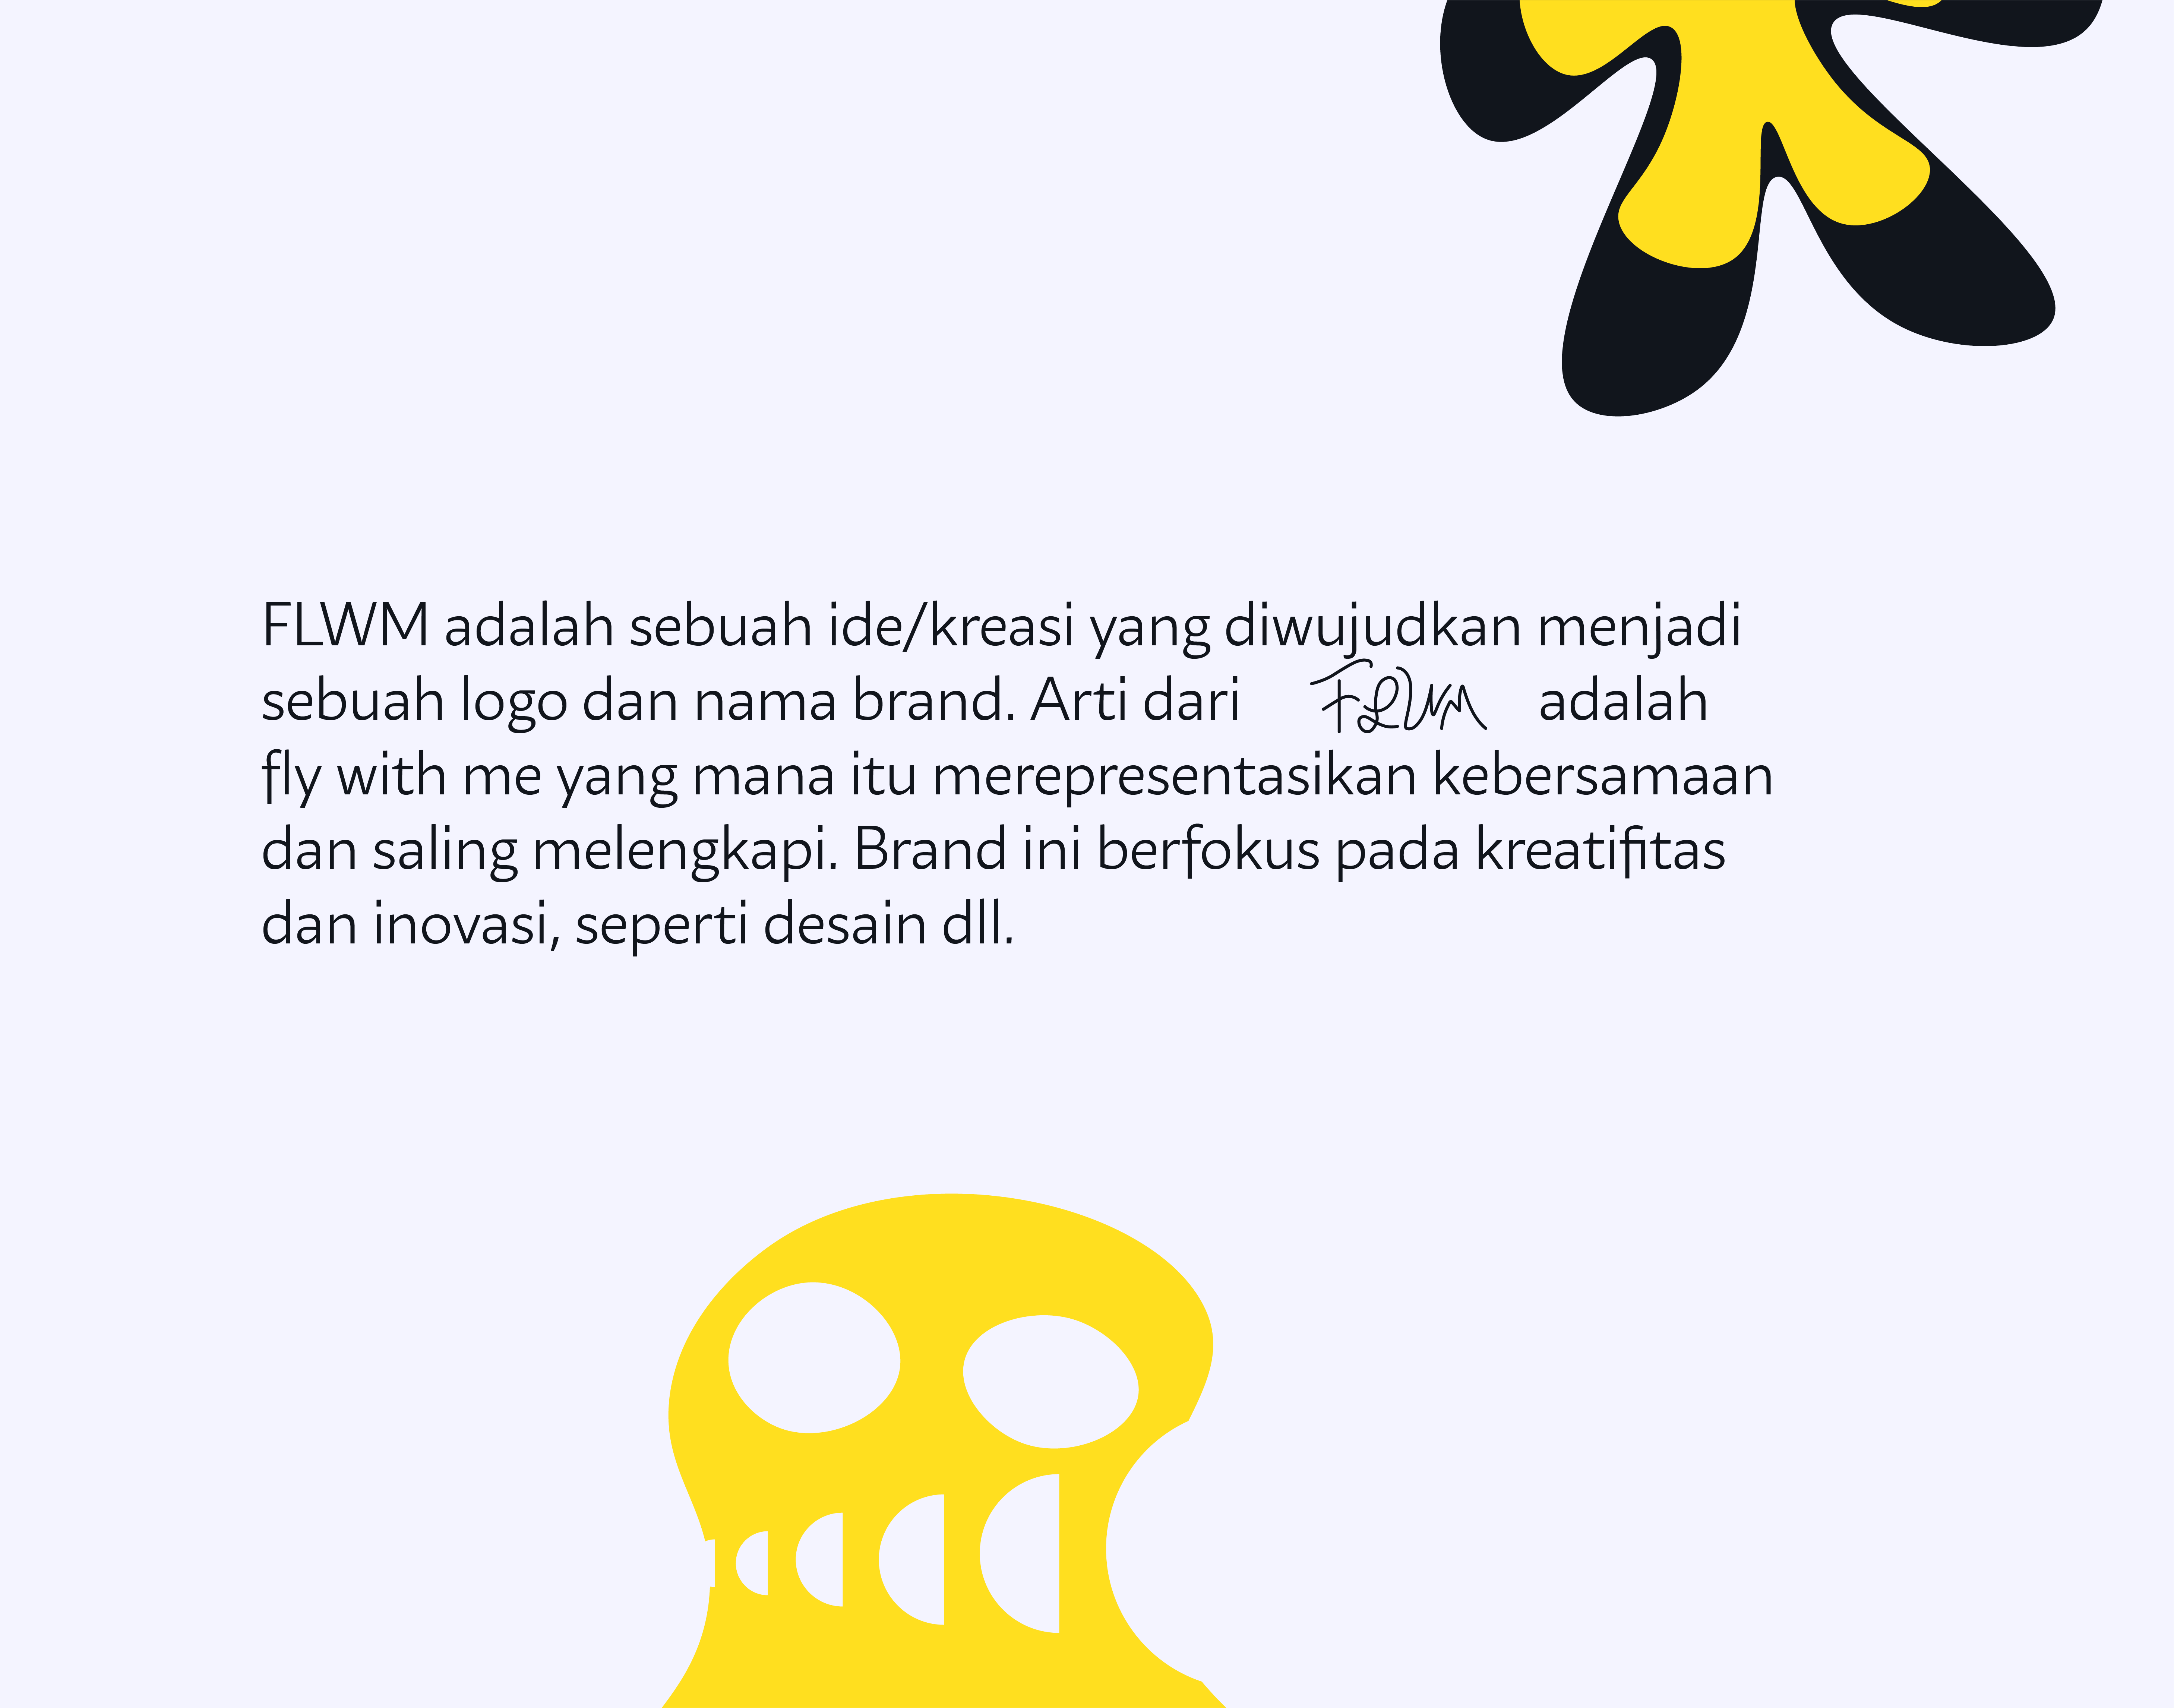 FLWM adalah sebuah ide/kreasi yang diwujudkan menjadi
sebuah logo dan nama brand. Arti dari FLWM adalah
fly with me yang mana itu merepresentasikan kebersamaan
dan saling melengkapi. Brand ini berfokus pada kreatifitas
dan inovasi, seperti desain dll.